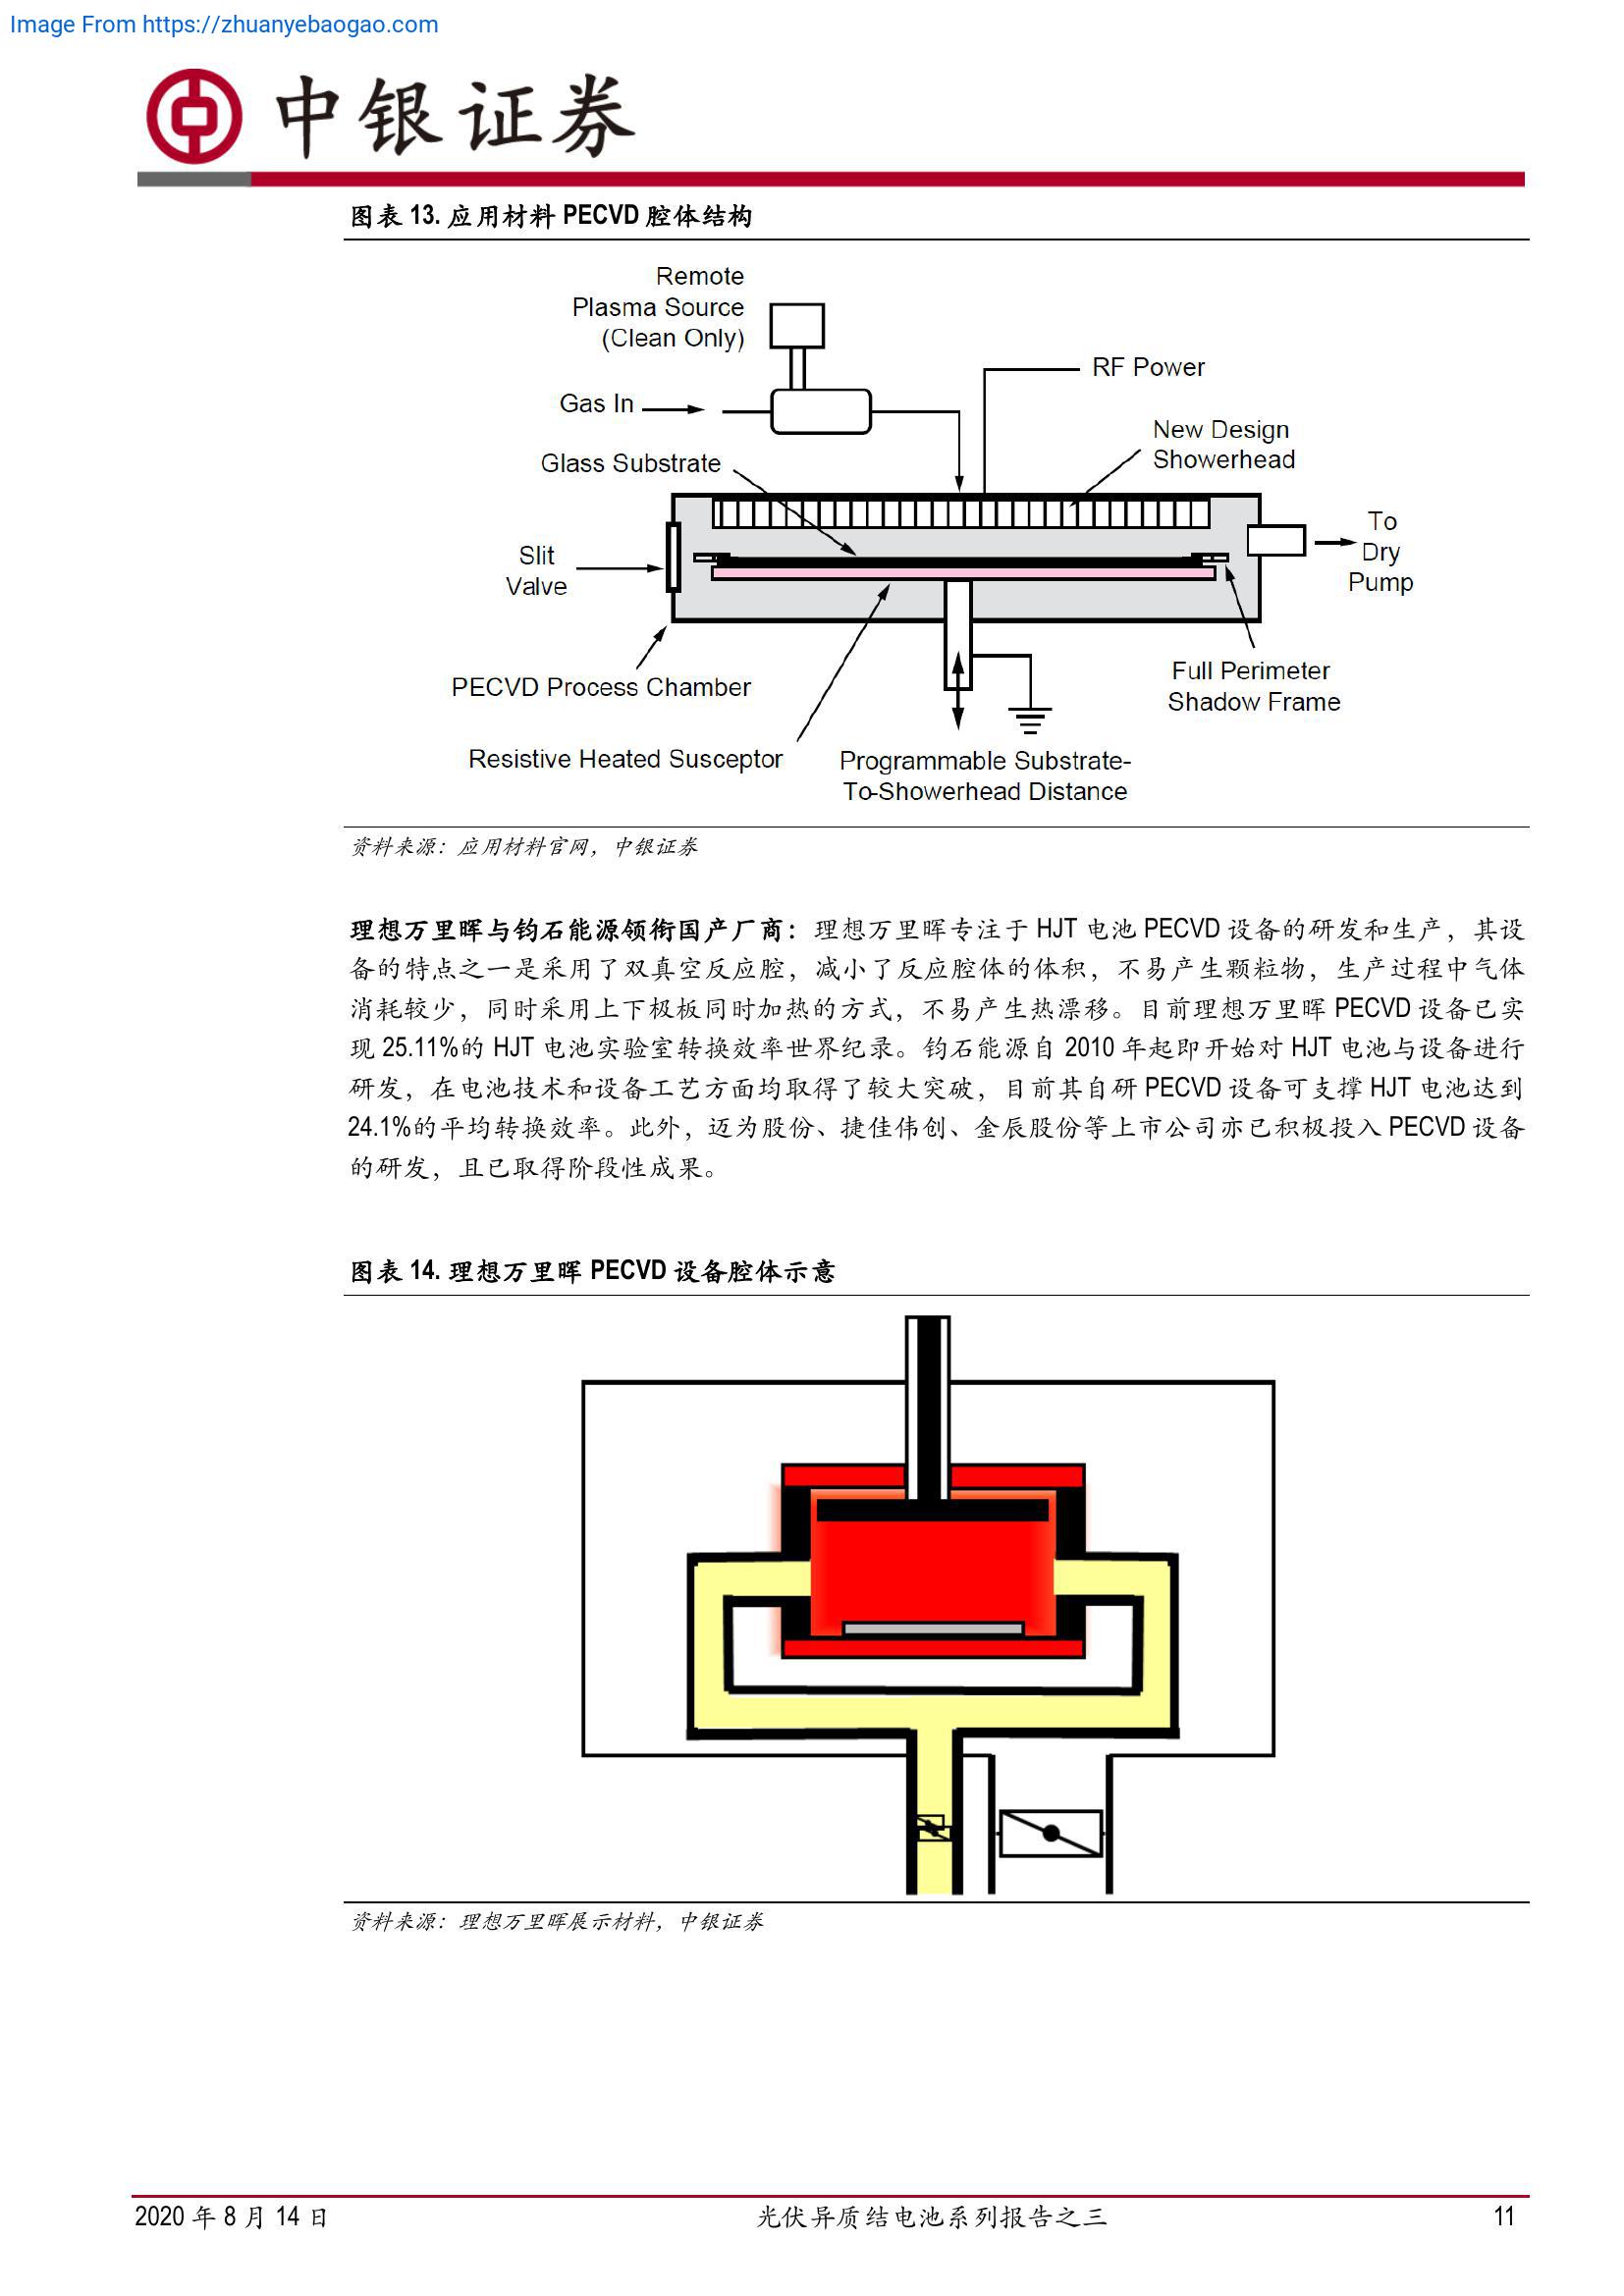 Image From https://zhuanyebaogao.com
中银证券
图表 13. 应用材料 PECVD 腔体结构
Remote
Plasma Source
(Clean Only)
RF Power
Gas In
New Design
Showerhead
Glass Substrate
To
Dry
Pump
Slit
Valve
Full Perimeter
Shadow Frame
PECVD Process Chamber
Resistive Heated Susceptor
Programmable Substrate-
To-Showerhead Distance
资料来源：应用材料官网，中银证券
理想万里晖与钧石能源领衔国产厂商：理想万里晖专注于 HJT 电池 PECVD 设备的研发和生产，其设
备的特点之一是采用了双真空反应腔，减小了反应腔体的体积，不易产生颗粒物，生产过程中气体
消耗较少，同时采用上下极板同时加热的方式，不易产生热漂移。目前理想万里晖 PECVD 设备已实
现 25.11%的 HJT 电池实验室转换效率世界纪录。钧石能源自 2010 年起即开始对 HJT 电池与设备进行
研发，在电池技术和设备工艺方面均取得了较大突破，目前其自研 PECVD 设备可支撑 HJT 电池达到
24.1%的平均转换效率。此外，迈为股份、捷佳伟创、金辰股份等上市公司亦已积极投入 PECVD 设备
的研发，且已取得阶段性成果。
图表 14. 理想万里晖 PECVD 设备腔体示意
资料来源：理想万里晖展示材料，中银证券
2020 年 8 月 14 日
光伏异质结电池系列报告之三
11